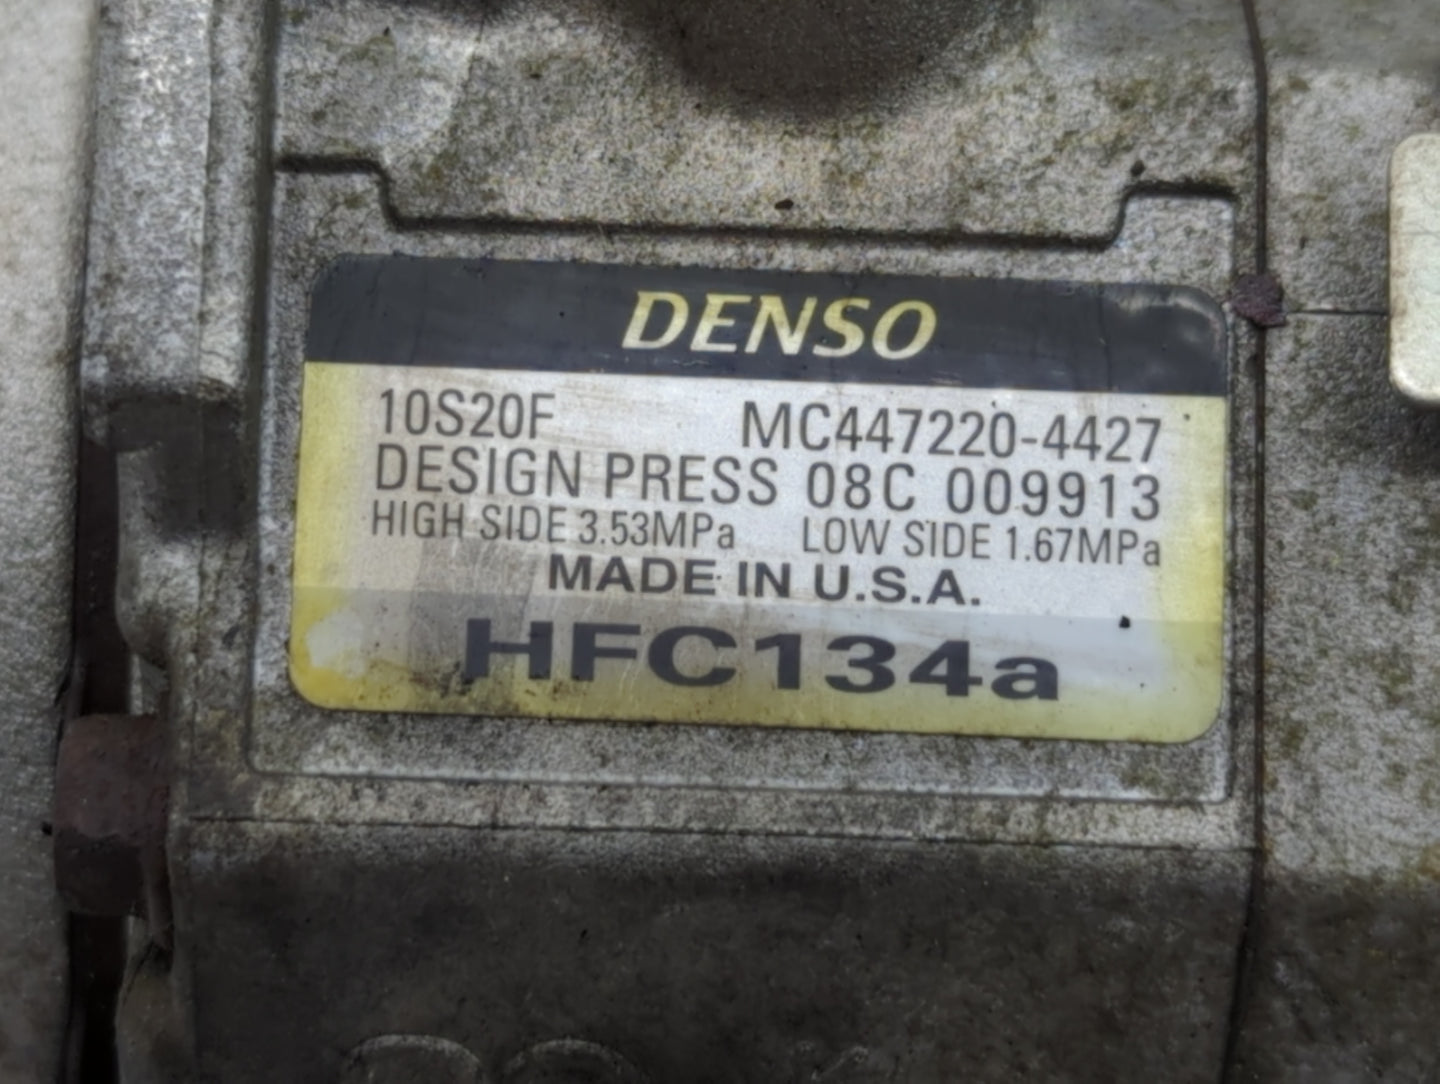 DENSO
10S20F MC447220-4427
DESIGN PRESS 08C 009913
HIGH SIDE 3.53MPa LOW SIDE 1.67MPa
MADE IN U.S.A.
HFC134a